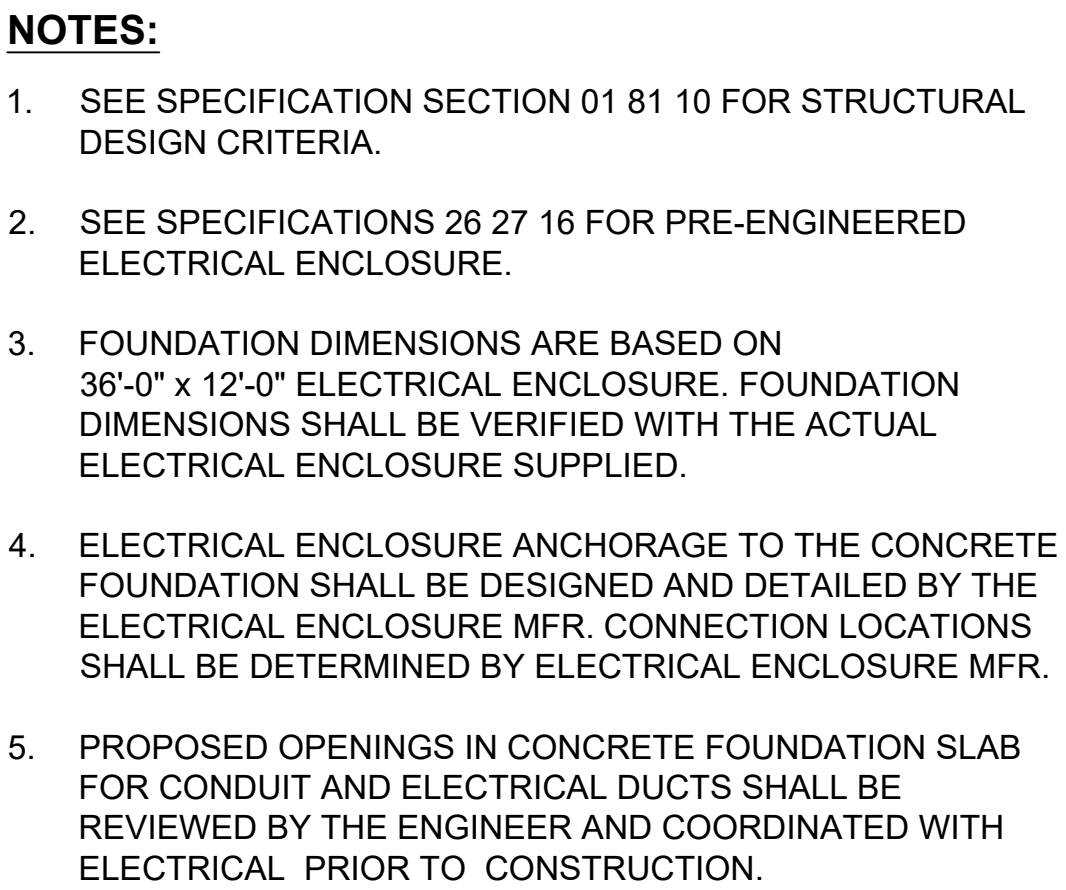 NOTES:
1. SEE SPECIFICATION SECTION 01 81 10 FOR STRUCTURAL
DESIGN CRITERIA.
2. SEE SPECIFICATIONS 26 27 16 FOR PRE-ENGINEERED
ELECTRICAL ENCLOSURE.
3. FOUNDATION DIMENSIONS ARE BASED ON
36'-0" x 12'-0" ELECTRICAL ENCLOSURE. FOUNDATION
DIMENSIONS SHALL BE VERIFIED WITH THE ACTUAL
ELECTRICAL ENCLOSURE SUPPLIED.
4. ELECTRICAL ENCLOSURE ANCHORAGE TO THE CONCRETE
FOUNDATION SHALL BE DESIGNED AND DETAILED BY THE
ELECTRICAL ENCLOSURE MFR. CONNECTION LOCATIONS
SHALL BE DETERMINED BY ELECTRICAL ENCLOSURE MFR.
5. PROPOSED OPENINGS IN CONCRETE FOUNDATION SLAB
FOR CONDUIT AND ELECTRICAL DUCTS SHALL BE
REVIEWED BY THE ENGINEER AND COORDINATED WITH
ELECTRICAL PRIOR TO CONSTRUCTION.